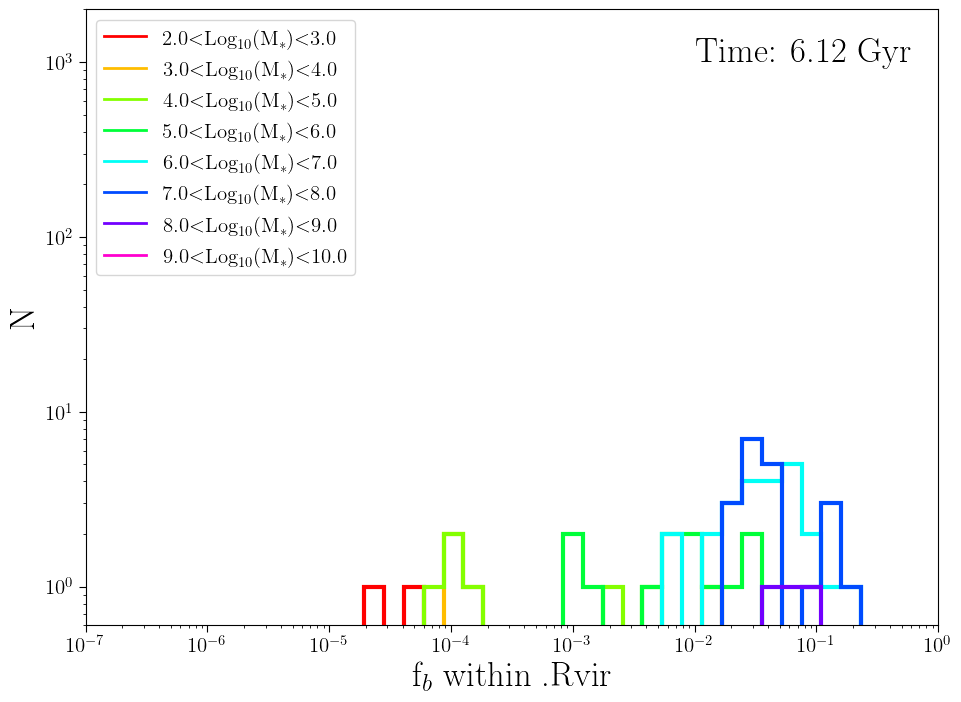 Time: 6.12 Gyr
2.0<Log₁₀(M*)<3.0
3.0<Log₁₀(M*)<4.0
4.0<Log₁₀(M*)<5.0
5.0<Log₁₀(M*)<6.0
6.0<Log₁₀(M*)<7.0
7.0<Log₁₀(M*)<8.0
8.0<Log₁₀(M*)<9.0
9.0<Log₁₀(M*)<10.0
N
10³
10²
10¹
10⁰
10⁻⁷ 10⁻⁶ 10⁻⁵ 10⁻⁴ 10⁻³ 10⁻² 10⁻¹ 10⁰
f_b within .Rvir